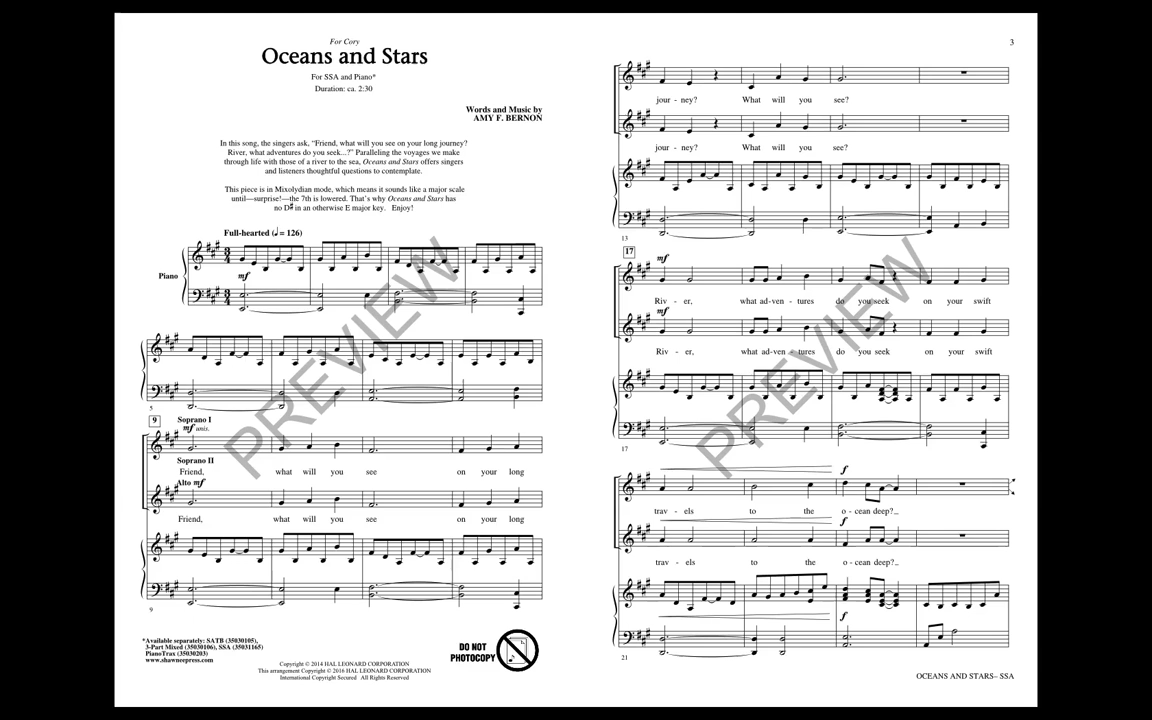 For Cory
Oceans and Stars
For SSA and Piano*
Duration: ca. 2:30
Words and Music by
AMY F. BERNON
In this song, the singers ask, “Friend, what will you see on your long journey?
River, what adventures do you seek...?” Paralleling the voyages we make
through life with those of a river to the sea, Oceans and Stars offers singers
and listeners thoughtful questions to contemplate.
This piece is in Mixolydian mode, which means it sounds like a major scale
until—surprise!—the 7th is lowered. That’s why Oceans and Stars has
no D# in an otherwise E major key. Enjoy!
Full-hearted (♩ = 126)
Piano
mf
5
9
Soprano I
mf unis.
Soprano II
Friend, what will you see on your long
Alto mf
Friend, what will you see on your long
9
PREVIEW
*Available separately: SATB (35030105),
3-Part Mixed (35030106), SSA (35031165)
PianoTrax (35030203)
www.shawneepress.com
Copyright © 2014 HAL LEONARD CORPORATION
This arrangement Copyright © 2016 HAL LEONARD CORPORATION
International Copyright Secured All Rights Reserved
DO NOT
PHOTOCOPY
3
jour - ney? What will you see?
jour - ney? What will you see?
13
17
mf
Riv - er, what ad-ven - tures do you seek on your swift
mf
Riv - er, what ad-ven - tures do you seek on your swift
17
PREVIEW
f
trav - els to the o - cean deep?_
f
trav - els to the o - cean deep?_
f
21
OCEANS AND STARS– SSA